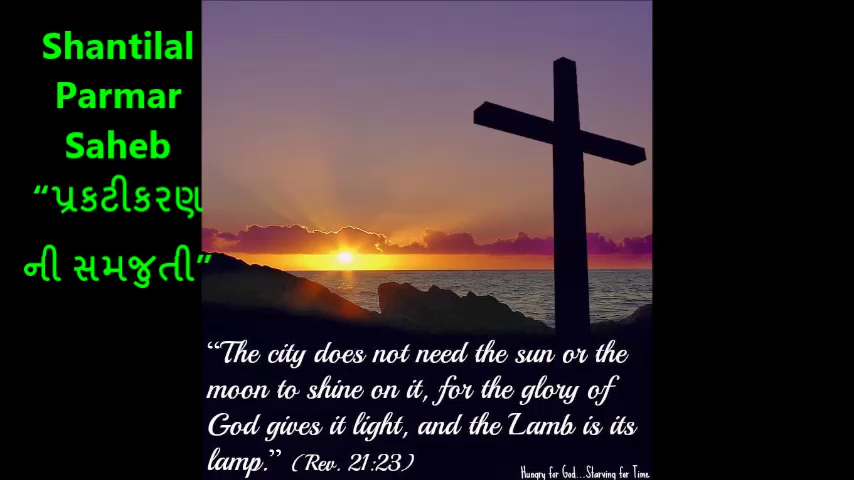 Shantilal
Parmar
Saheb
“પ્રકટીકરણ
ની સમજુતી”
“The city does not need the sun or the
moon to shine on it, for the glory of
God gives it light, and the Lamb is its
lamp.” (Rev. 21:23)
Hungry for God...Starving for Time